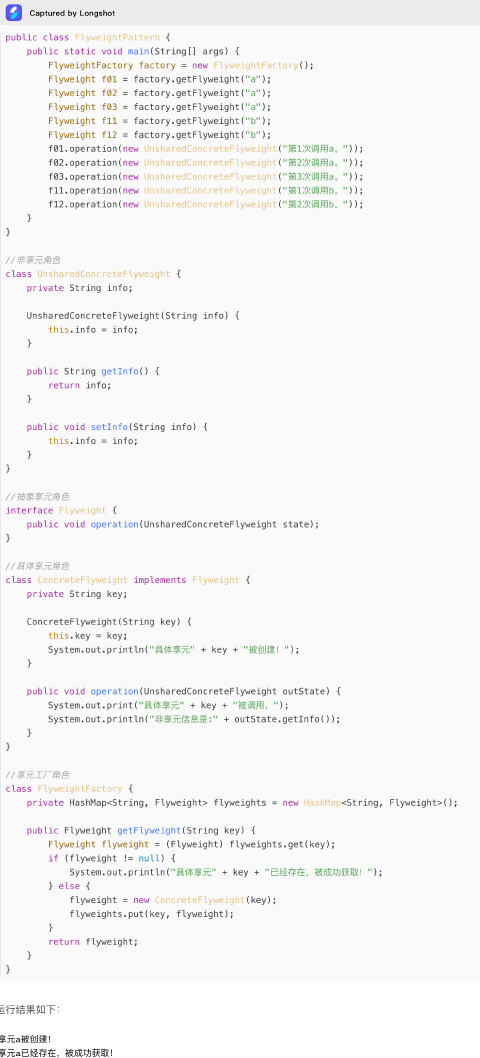 Captured by Longshot
public class FlyweightPattern {
    public static void main(String[] args) {
        FlyweightFactory factory = new FlyweightFactory();
        Flyweight f01 = factory.getFlyweight("a");
        Flyweight f02 = factory.getFlyweight("a");
        Flyweight f03 = factory.getFlyweight("a");
        Flyweight f11 = factory.getFlyweight("b");
        Flyweight f12 = factory.getFlyweight("b");
        f01.operation(new UnsharedConcreteFlyweight("第1次调用a。"));
        f02.operation(new UnsharedConcreteFlyweight("第2次调用a。"));
        f03.operation(new UnsharedConcreteFlyweight("第3次调用a。"));
        f11.operation(new UnsharedConcreteFlyweight("第1次调用b。"));
        f12.operation(new UnsharedConcreteFlyweight("第2次调用b。"));
    }
}
//非享元角色
class UnsharedConcreteFlyweight {
    private String info;
    UnsharedConcreteFlyweight(String info) {
        this.info = info;
    }
    public String getInfo() {
        return info;
    }
    public void setInfo(String info) {
        this.info = info;
    }
}
//抽象享元角色
interface Flyweight {
    public void operation(UnsharedConcreteFlyweight state);
}
//具体享元角色
class ConcreteFlyweight implements Flyweight {
    private String key;
    ConcreteFlyweight(String key) {
        this.key = key;
        System.out.println("具体享元" + key + "被创建！");
    }
    public void operation(UnsharedConcreteFlyweight outState) {
        System.out.print("具体享元" + key + "被调用，");
        System.out.println("非享元信息是:" + outState.getInfo());
    }
}
//享元工厂角色
class FlyweightFactory {
    private HashMap<String, Flyweight> flyweights = new HashMap<String, Flyweight>();
    public Flyweight getFlyweight(String key) {
        Flyweight flyweight = (Flyweight) flyweights.get(key);
        if (flyweight != null) {
            System.out.println("具体享元" + key + "已经存在，被成功获取！");
        } else {
            flyweight = new ConcreteFlyweight(key);
            flyweights.put(key, flyweight);
        }
        return flyweight;
    }
}
运行结果如下：
享元a被创建！
享元a已经存在，被成功获取！